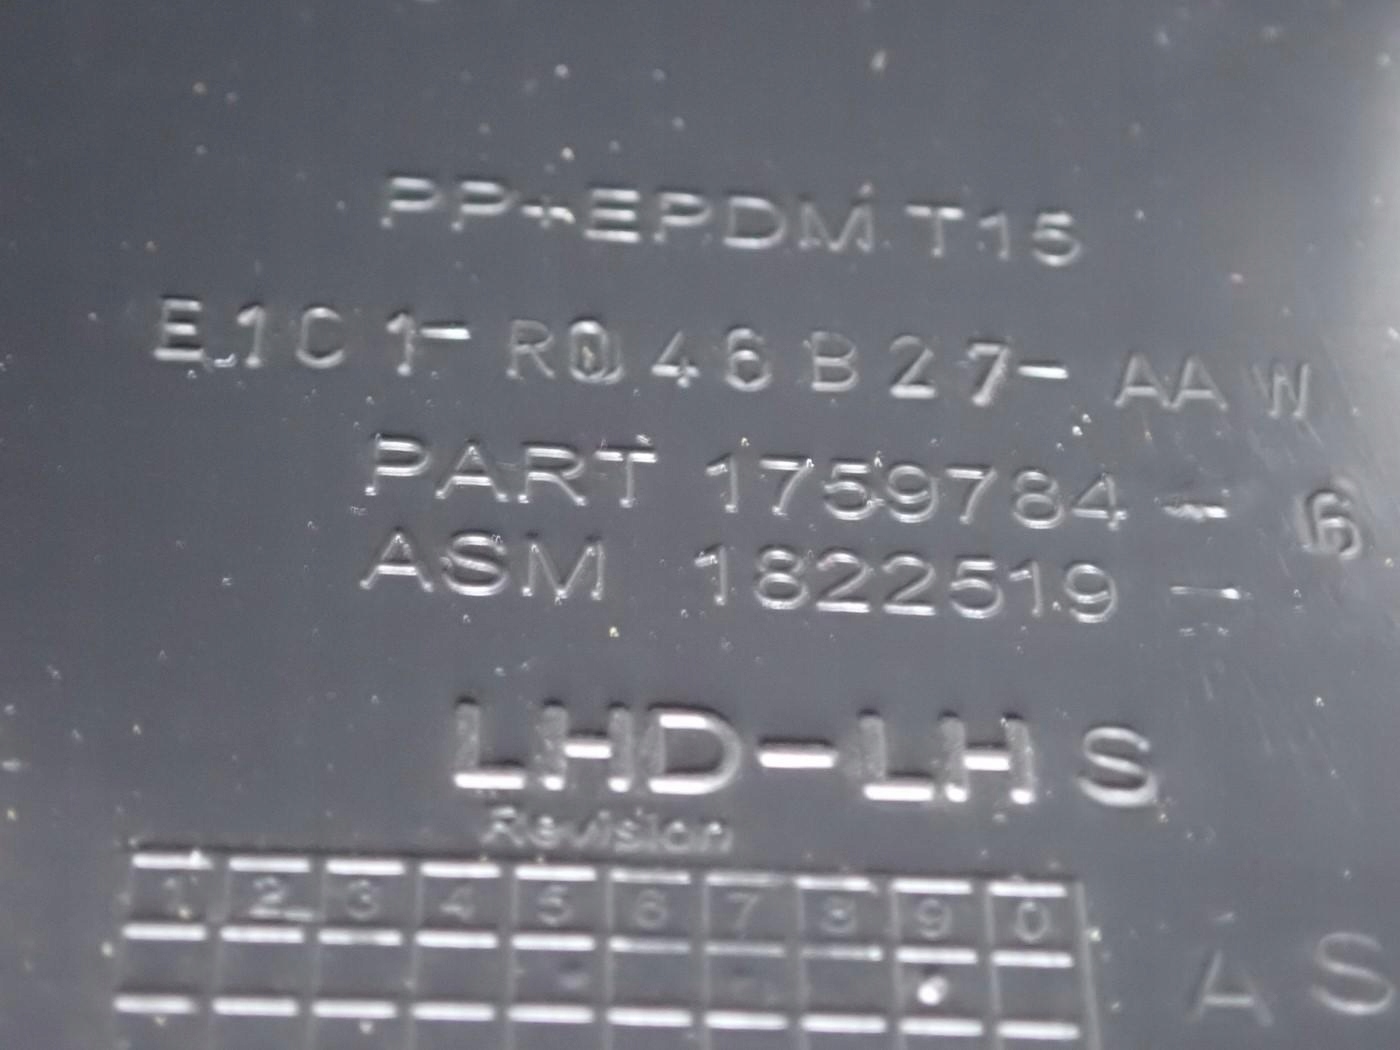 PP+EPDM T15
E1C1-R046B27-AAW
PART 1759784 - 6
ASM 1822519 -
LHD-LHS
Revision
1 2 3 4 5 6 7 8 9 0
AS